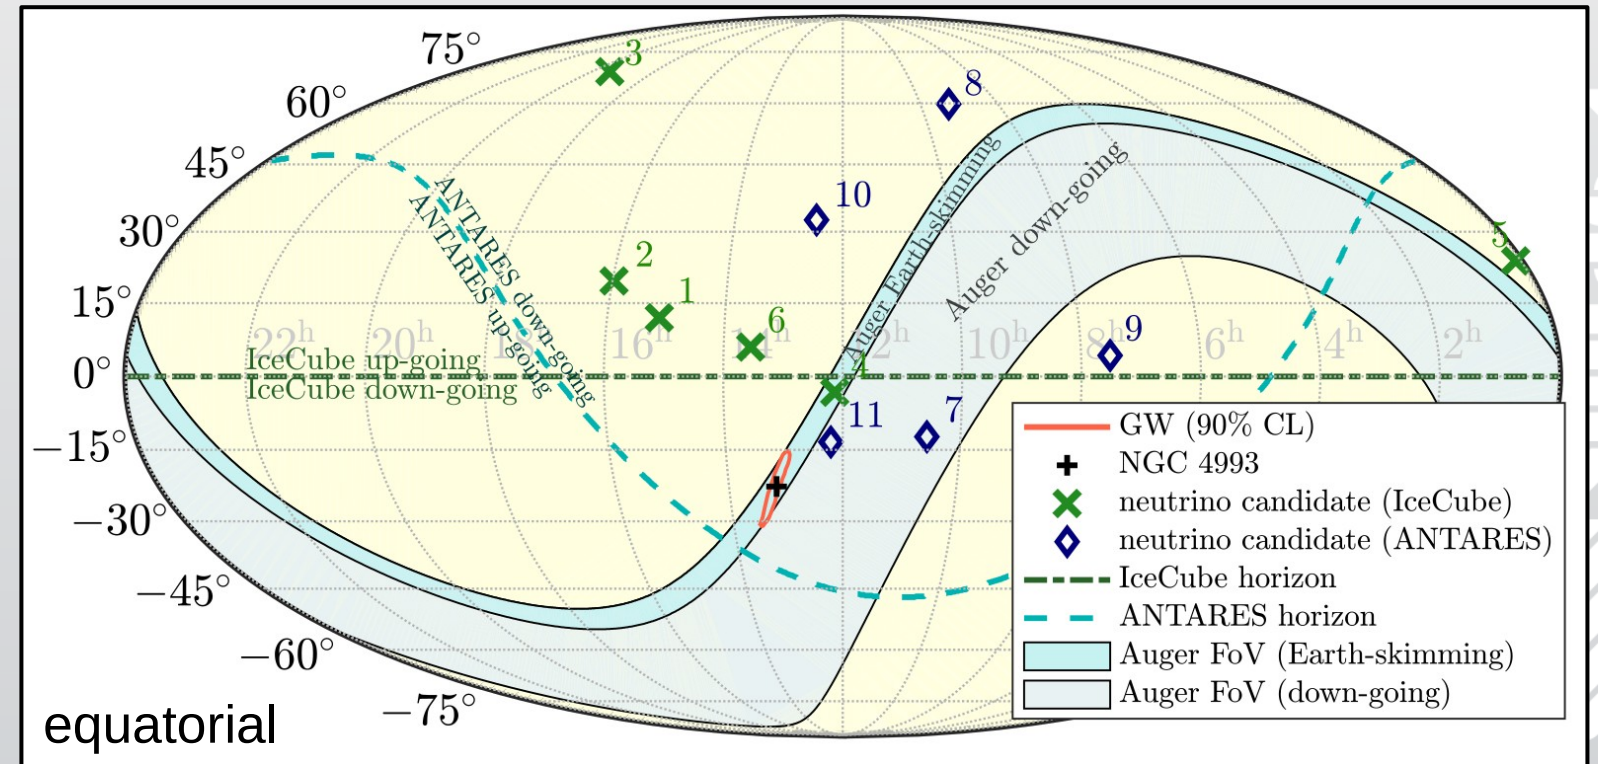 75°
60°
45°
30°
15°
0°
−15°
−30°
−45°
−60°
−75°
3
8
10
2
1
6
5
9
4
11
7
22h
20h
18
16h
14h
2h
10h
8h
6h
4h
2h
ANTARES down-going
ANTARES up-going
IceCube up-going
IceCube down-going
Auger Earth-skimming
Auger down-going
GW (90% CL)
NGC 4993
neutrino candidate (IceCube)
neutrino candidate (ANTARES)
IceCube horizon
ANTARES horizon
Auger FoV (Earth-skimming)
Auger FoV (down-going)
equatorial